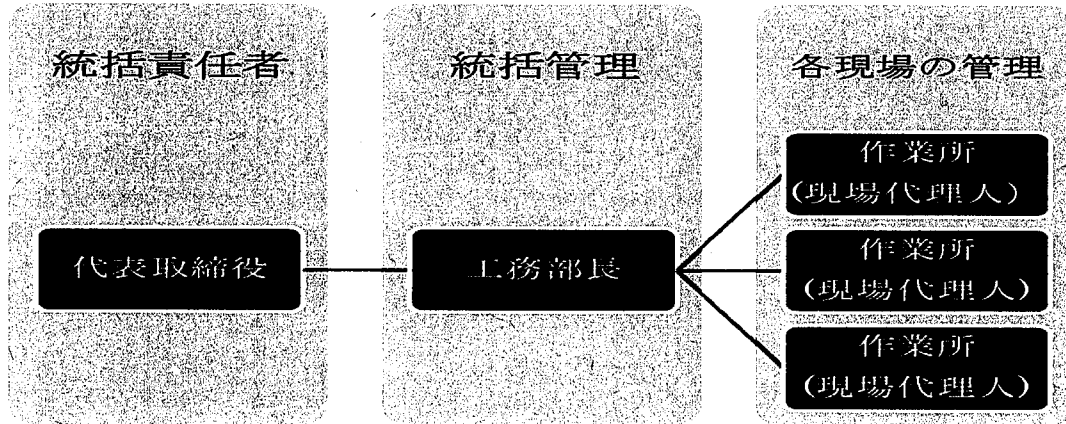 統括責任者
代表取締役
統括管理
工務部長
各現場の管理
作業所
(現場代理人)
作業所
(現場代理人)
作業所
(現場代理人)